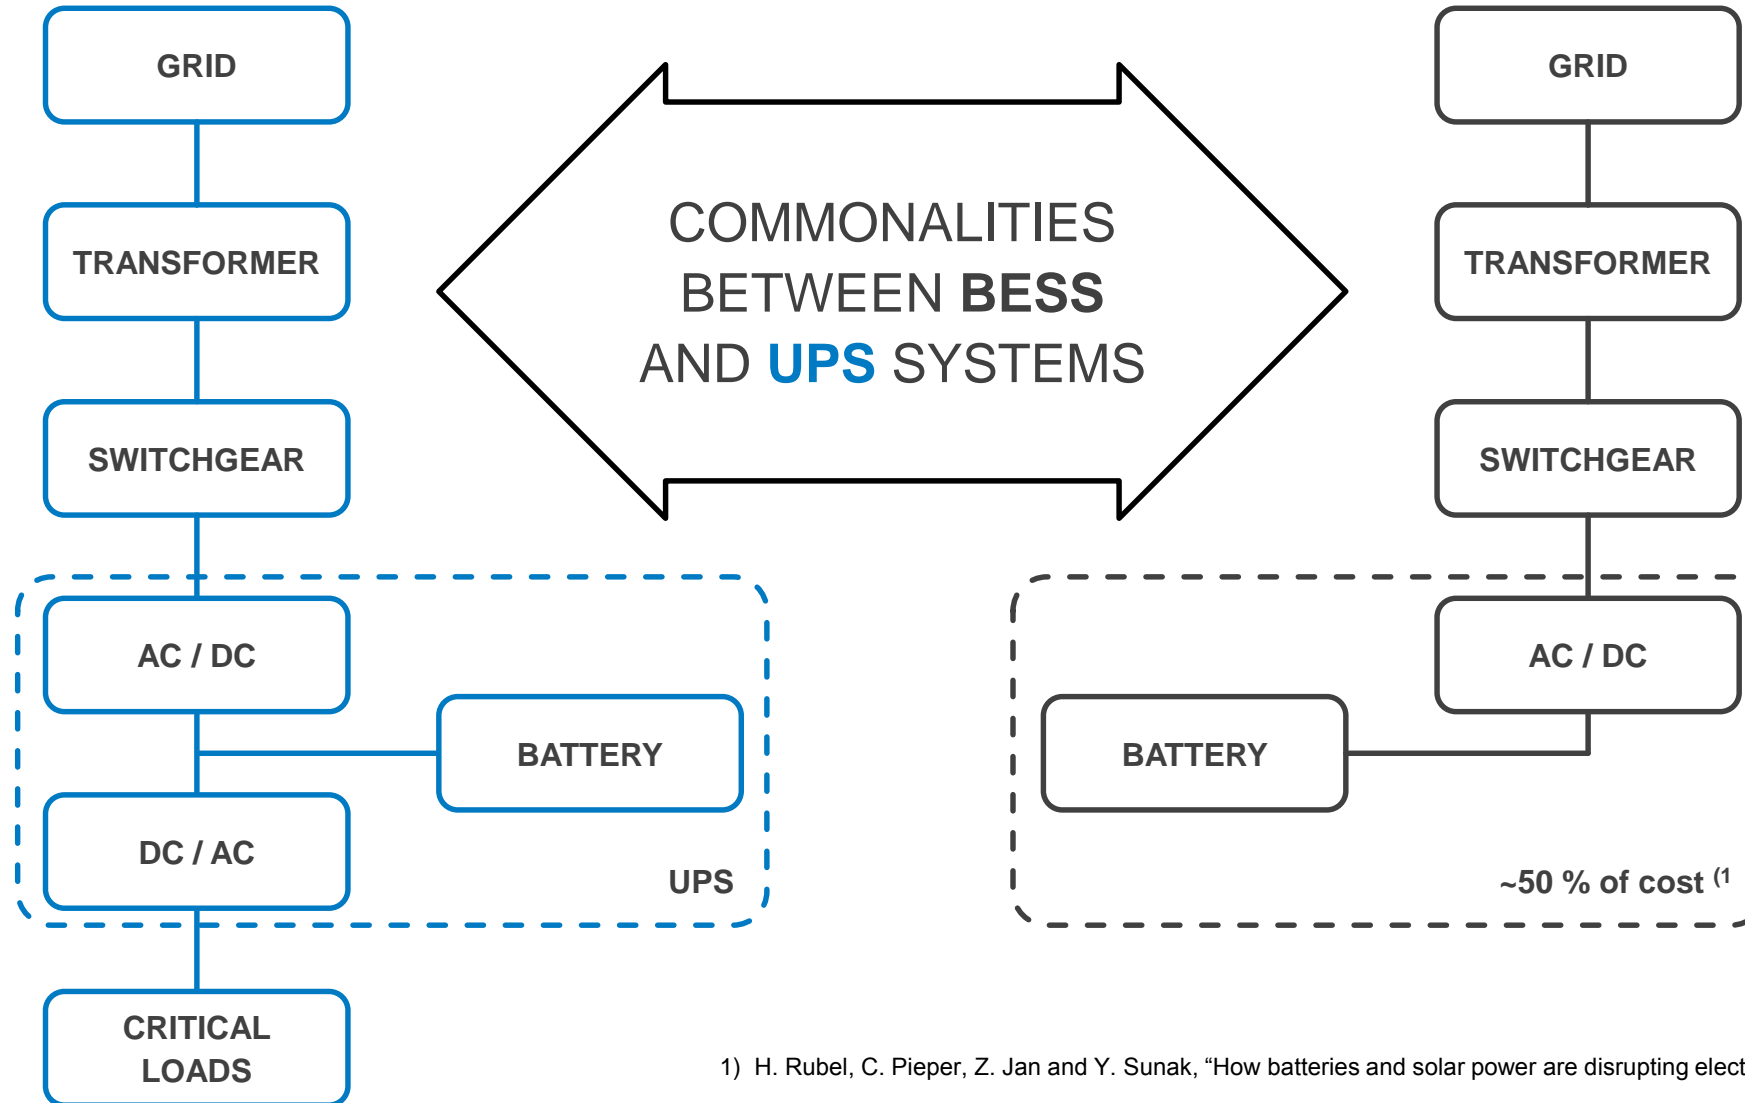 GRID
TRANSFORMER
SWITCHGEAR
AC / DC
BATTERY
DC / AC
UPS
CRITICAL
LOADS
COMMONALITIES
BETWEEN BESS
AND UPS SYSTEMS
GRID
TRANSFORMER
SWITCHGEAR
AC / DC
BATTERY
~50 % of cost (1
1) H. Rubel, C. Pieper, Z. Jan and Y. Sunak, “How batteries and solar power are disrupting elect